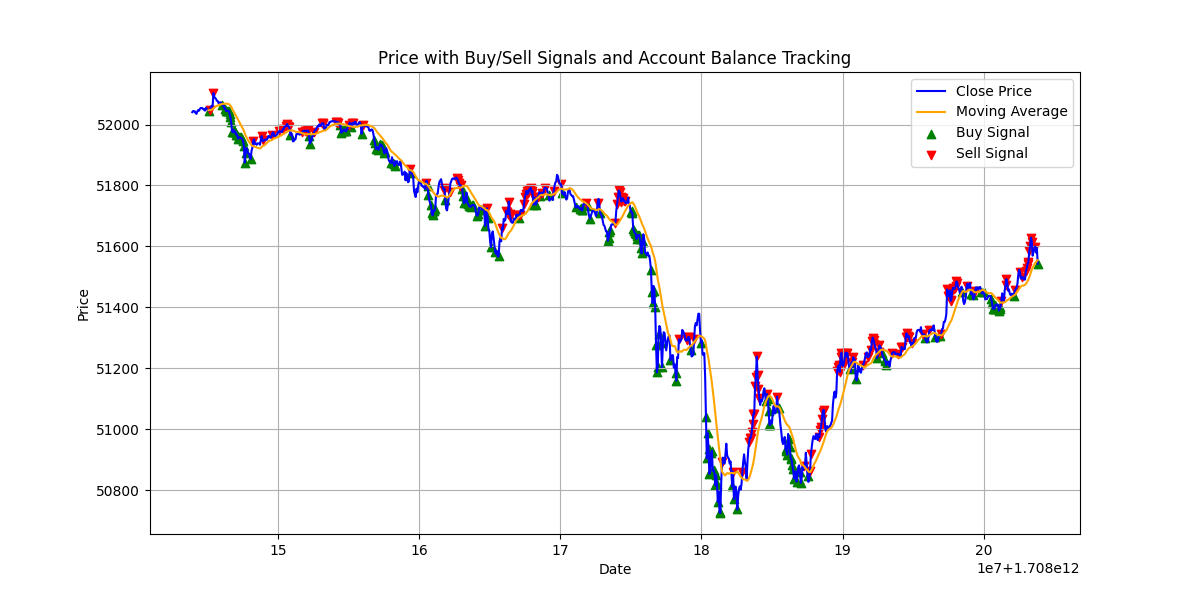 Price with Buy/Sell Signals and Account Balance Tracking
Close Price
Moving Average
Buy Signal
Sell Signal
52000
51800
51600
51400
51200
51000
50800
Price
15 16 17 18 19 20
Date
1e7+1.708e12